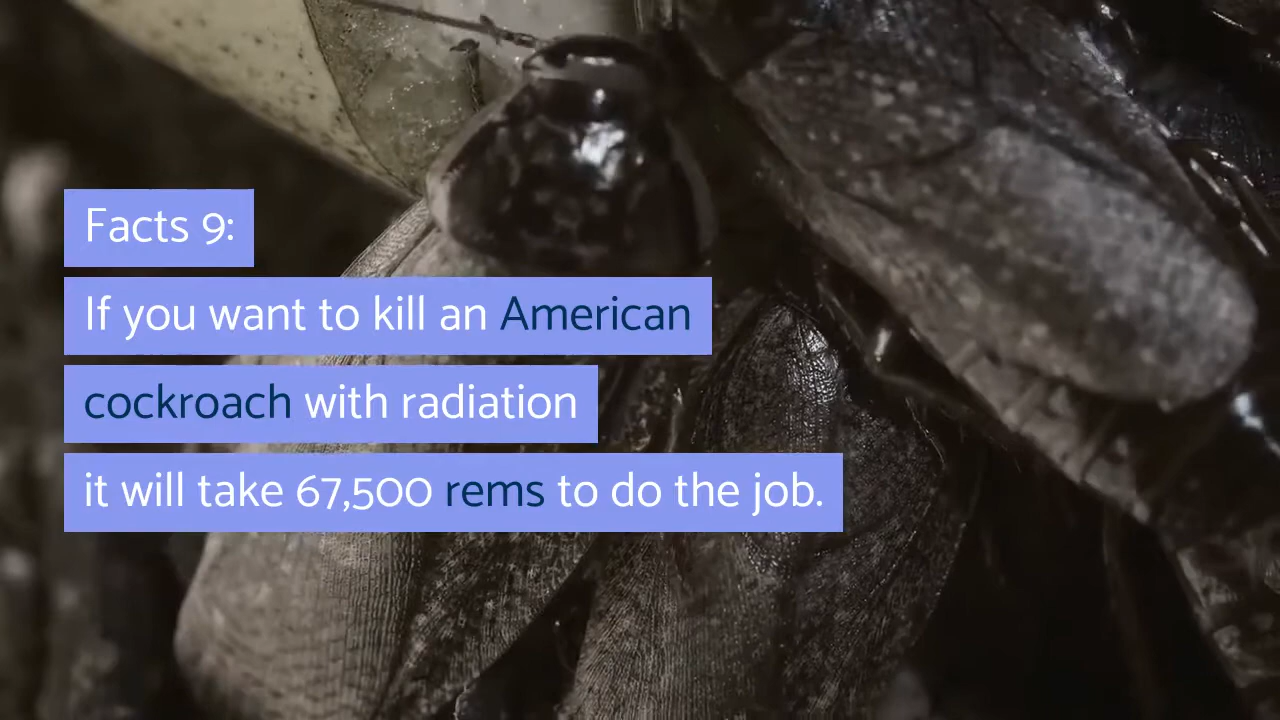 Facts 9:
If you want to kill an American
cockroach with radiation
it will take 67,500 rems to do the job.